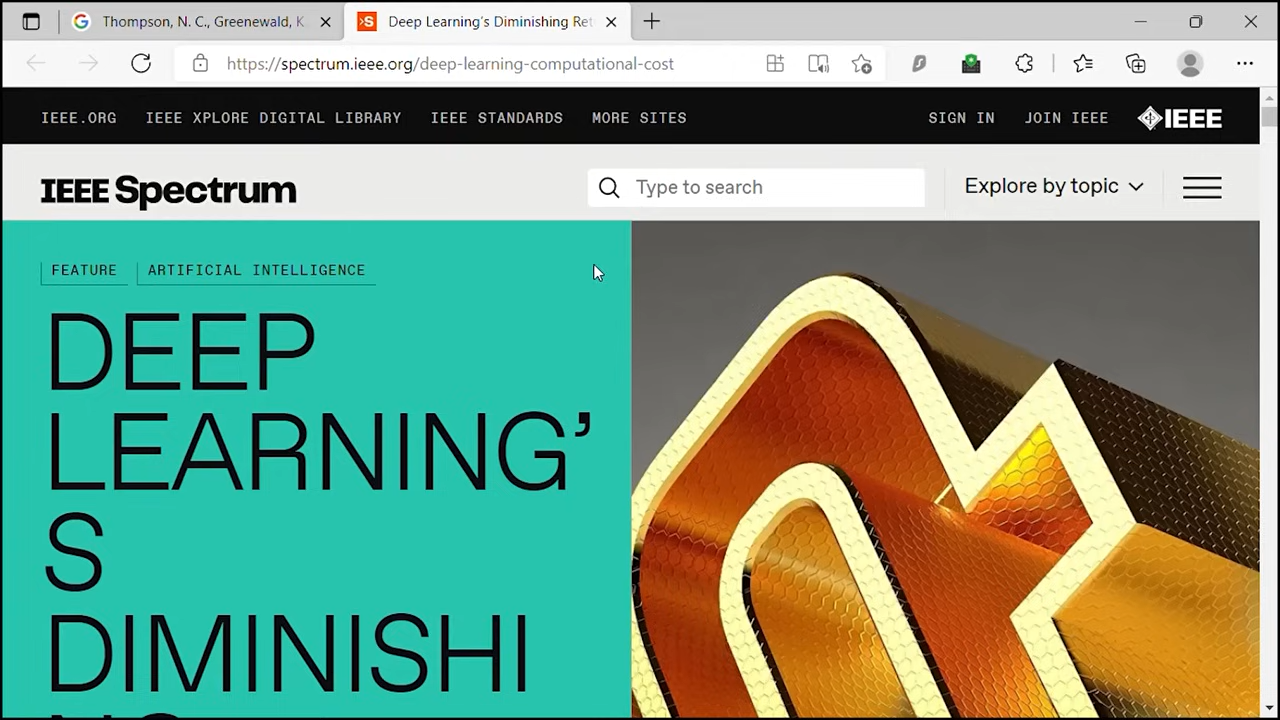 Thompson, N. C., Greenewald, K.
Deep Learning's Diminishing Ret
https://spectrum.ieee.org/deep-learning-computational-cost
IEEE.ORG IEEE XPLORE DIGITAL LIBRARY IEEE STANDARDS MORE SITES SIGN IN JOIN IEEE IEEE
IEEE Spectrum Type to search Explore by topic
FEATURE ARTIFICIAL INTELLIGENCE
DEEP
LEARNING’
S
DIMINISHI